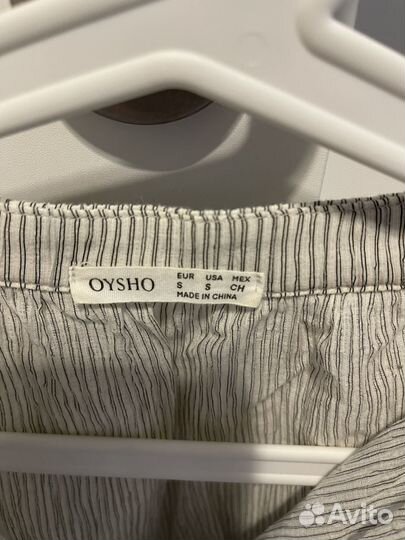 OYSHO
EUR USA MEX
S S CH
MADE IN CHINA
Avito